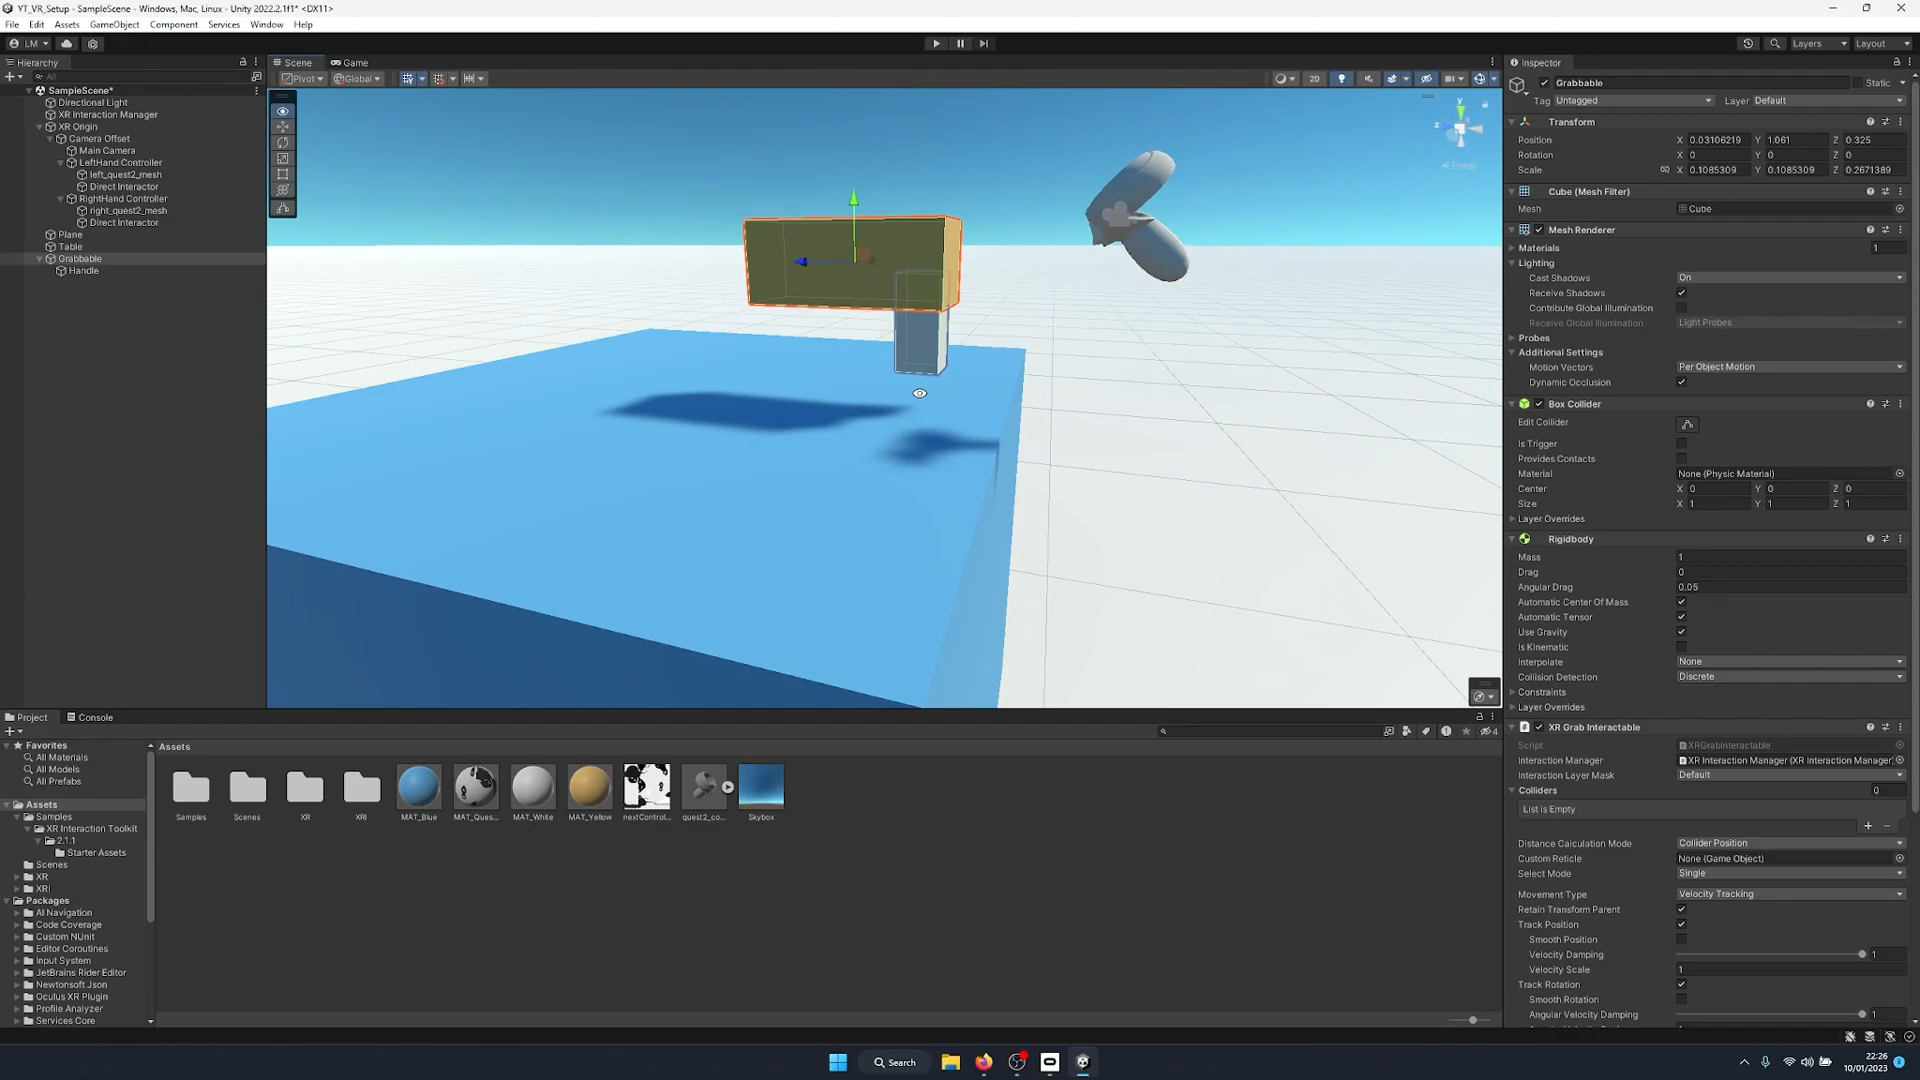 YT_VR_Setup - SampleScene - Windows, Mac, Linux - Unity 2022.2.1f1* <DX11>
File Edit Assets GameObject Component Services Window Help
LM
Layers Layout
Hierarchy
All
Scene Game
Pivot Global
2D
Inspector
SampleScene*
Directional Light
XR Interaction Manager
XR Origin
Camera Offset
Main Camera
LeftHand Controller
left_quest2_mesh
Direct Interactor
RightHand Controller
right_quest2_mesh
Direct Interactor
Plane
Table
Grabbable
Handle
y
z
Persp
Grabbable Static
Tag Untagged Layer Default
Transform
Position X 0.03106219 Y 1.061 Z 0.325
Rotation X 0 Y 0 Z 0
Scale X 0.1085309 Y 0.1085309 Z 0.2671389
Cube (Mesh Filter)
Mesh Cube
Mesh Renderer
Materials 1
Lighting
Cast Shadows On
Receive Shadows
Contribute Global Illumination
Receive Global Illumination Light Probes
Probes
Additional Settings
Motion Vectors Per Object Motion
Dynamic Occlusion
Box Collider
Edit Collider
Is Trigger
Provides Contacts
Material None (Physic Material)
Center X 0 Y 0 Z 0
Size X 1 Y 1 Z 1
Layer Overrides
Rigidbody
Mass 1
Drag 0
Angular Drag 0.05
Automatic Center Of Mass
Automatic Tensor
Use Gravity
Is Kinematic
Interpolate None
Collision Detection Discrete
Constraints
Layer Overrides
XR Grab Interactable
Script XRGrabInteractable
Interaction Manager XR Interaction Manager (XR Interaction Manager)
Interaction Layer Mask Default
Colliders 0
List is Empty
Distance Calculation Mode Collider Position
Custom Reticle None (Game Object)
Select Mode Single
Movement Type Velocity Tracking
Retain Transform Parent
Track Position
Smooth Position
Velocity Damping 1
Velocity Scale 1
Track Rotation
Smooth Rotation
Angular Velocity Damping 1
Project Console
4
Favorites
All Materials
All Models
All Prefabs
Assets
Samples
XR Interaction Toolkit
2.1.1
Starter Assets
Scenes
XR
XRI
Packages
AI Navigation
Code Coverage
Custom NUnit
Editor Coroutines
Input System
JetBrains Rider Editor
Newtonsoft Json
Oculus XR Plugin
Profile Analyzer
Services Core
Assets
Samples Scenes XR XRI MAT_Blue MAT_Ques... MAT_White MAT_Yellow nextControl... quest2_co... Skybox
Search
22:26
10/01/2023
3